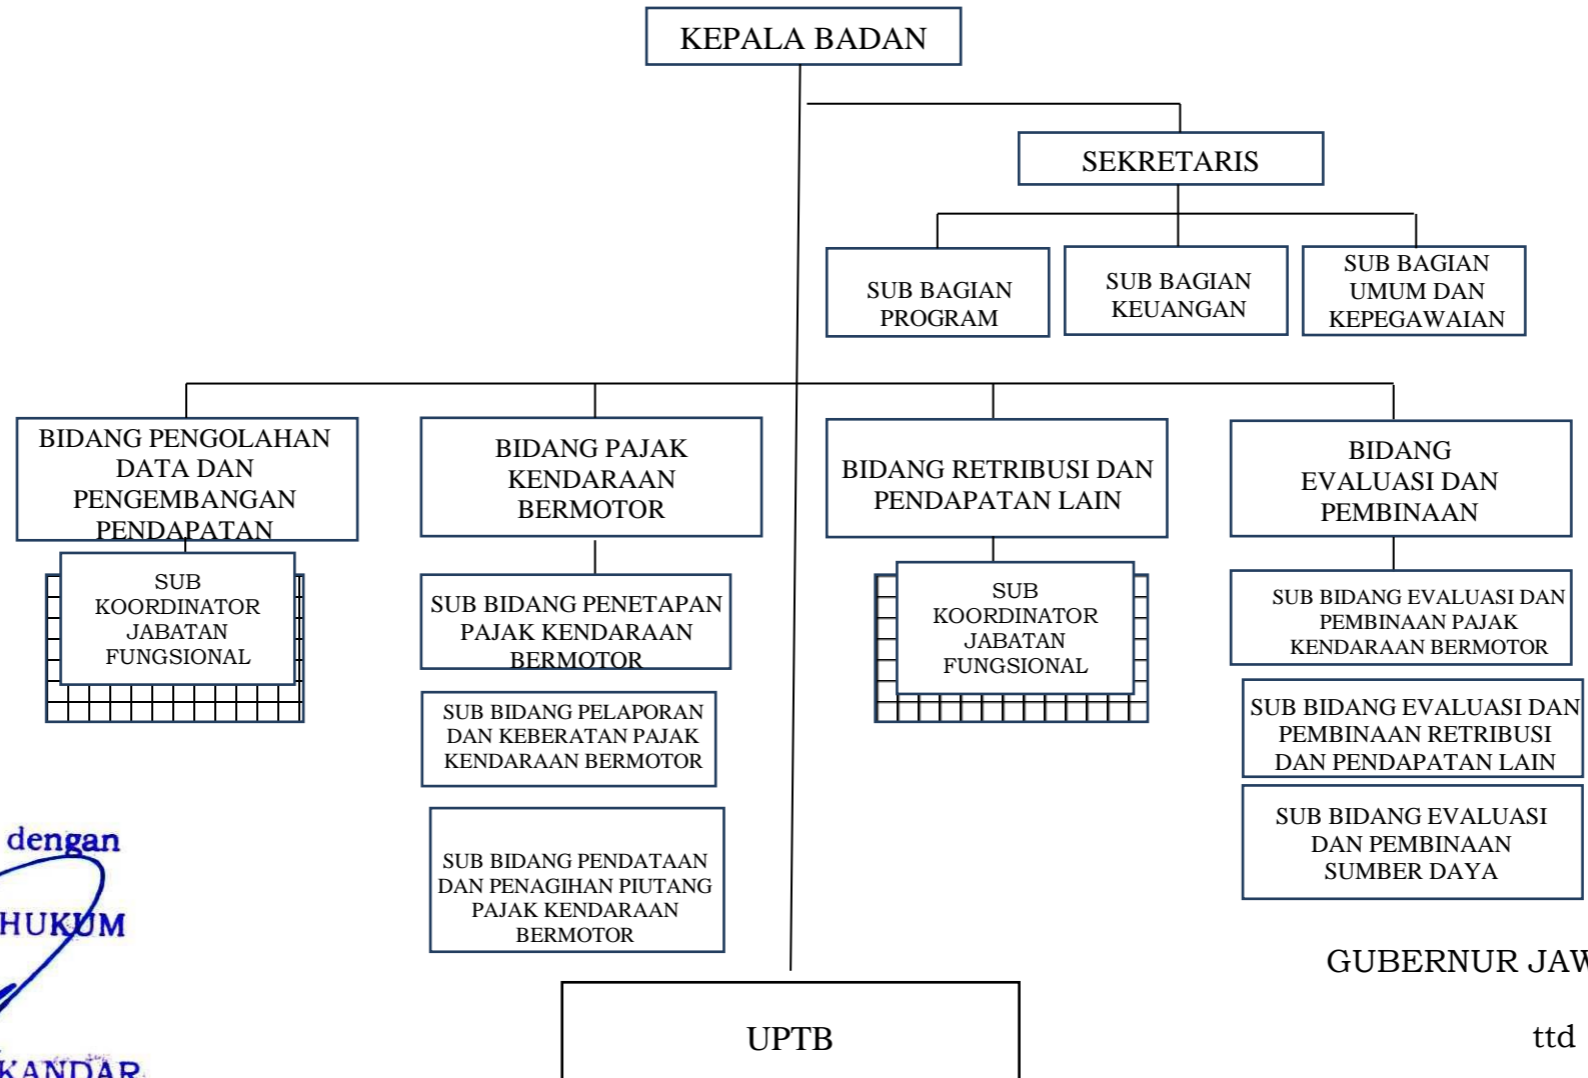 KEPALA BADAN
SEKRETARIS
SUB BAGIAN
PROGRAM
SUB BAGIAN
KEUANGAN
SUB BAGIAN
UMUM DAN
KEPEGAWAIAN
BIDANG PENGOLAHAN
DATA DAN
PENGEMBANGAN
PENDAPATAN
SUB
KOORDINATOR
JABATAN
FUNGSIONAL
BIDANG PAJAK
KENDARAAN
BERMOTOR
SUB BIDANG PENETAPAN
PAJAK KENDARAAN
BERMOTOR
SUB BIDANG PELAPORAN
DAN KEBERATAN PAJAK
KENDARAAN BERMOTOR
SUB BIDANG PENDATAAN
DAN PENAGIHAN PIUTANG
PAJAK KENDARAAN
BERMOTOR
BIDANG RETRIBUSI DAN
PENDAPATAN LAIN
SUB
KOORDINATOR
JABATAN
FUNGSIONAL
BIDANG
EVALUASI DAN
PEMBINAAN
SUB BIDANG EVALUASI DAN
PEMBINAAN PAJAK
KENDARAAN BERMOTOR
SUB BIDANG EVALUASI DAN
PEMBINAAN RETRIBUSI
DAN PENDAPATAN LAIN
SUB BIDANG EVALUASI
DAN PEMBINAAN
SUMBER DAYA
UPTB
dengan
HUKUM
KANDAR
GUBERNUR JAW
ttd